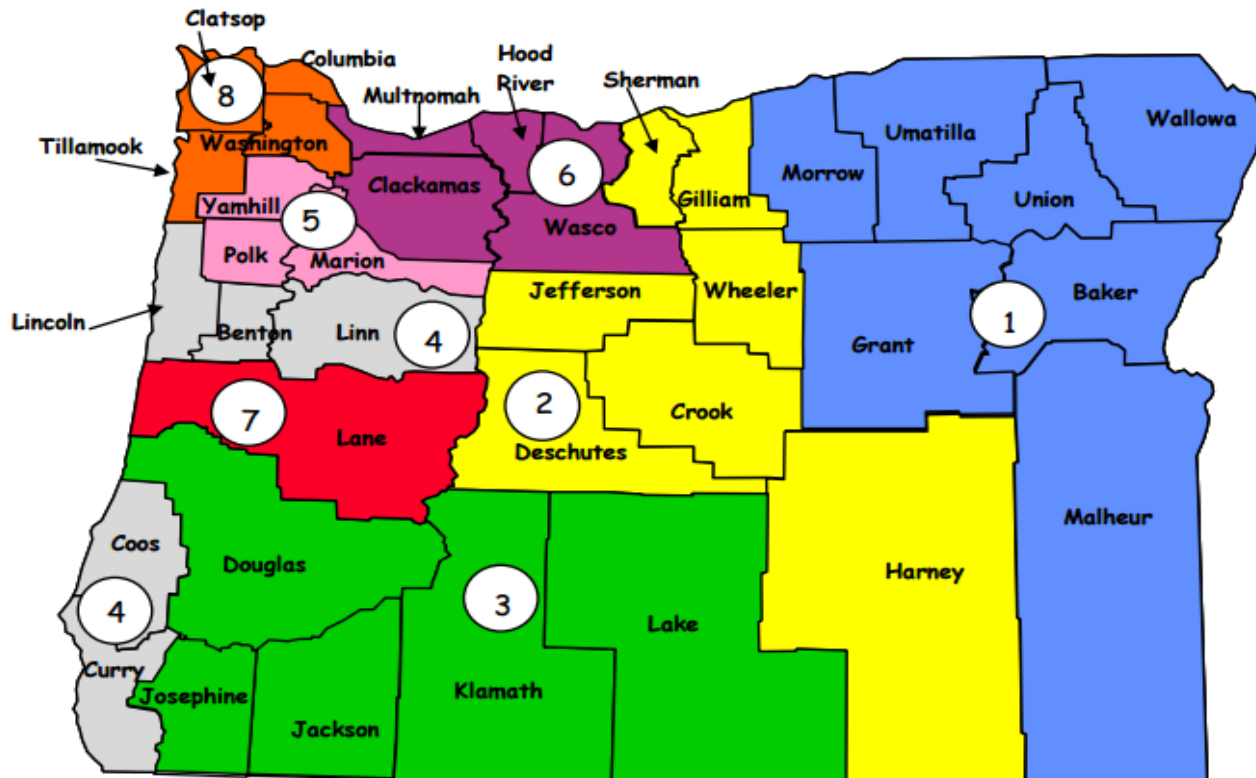 Clatsop
Columbia
Hood
River
Sherman
Multnomah
8
Umatilla
Wallowa
Tillamook
Washington
Morrow
Clackamas
6
Gilliam
Union
Yamhill
5
Wasco
Polk
Marion
Jefferson
Wheeler
Baker
Lincoln
Benton
Linn
4
Grant
1
7
Lane
2
Crook
Deschutes
Malheur
Coos
Douglas
Harney
4
3
Lake
Curry
Josephine
Klamath
Jackson